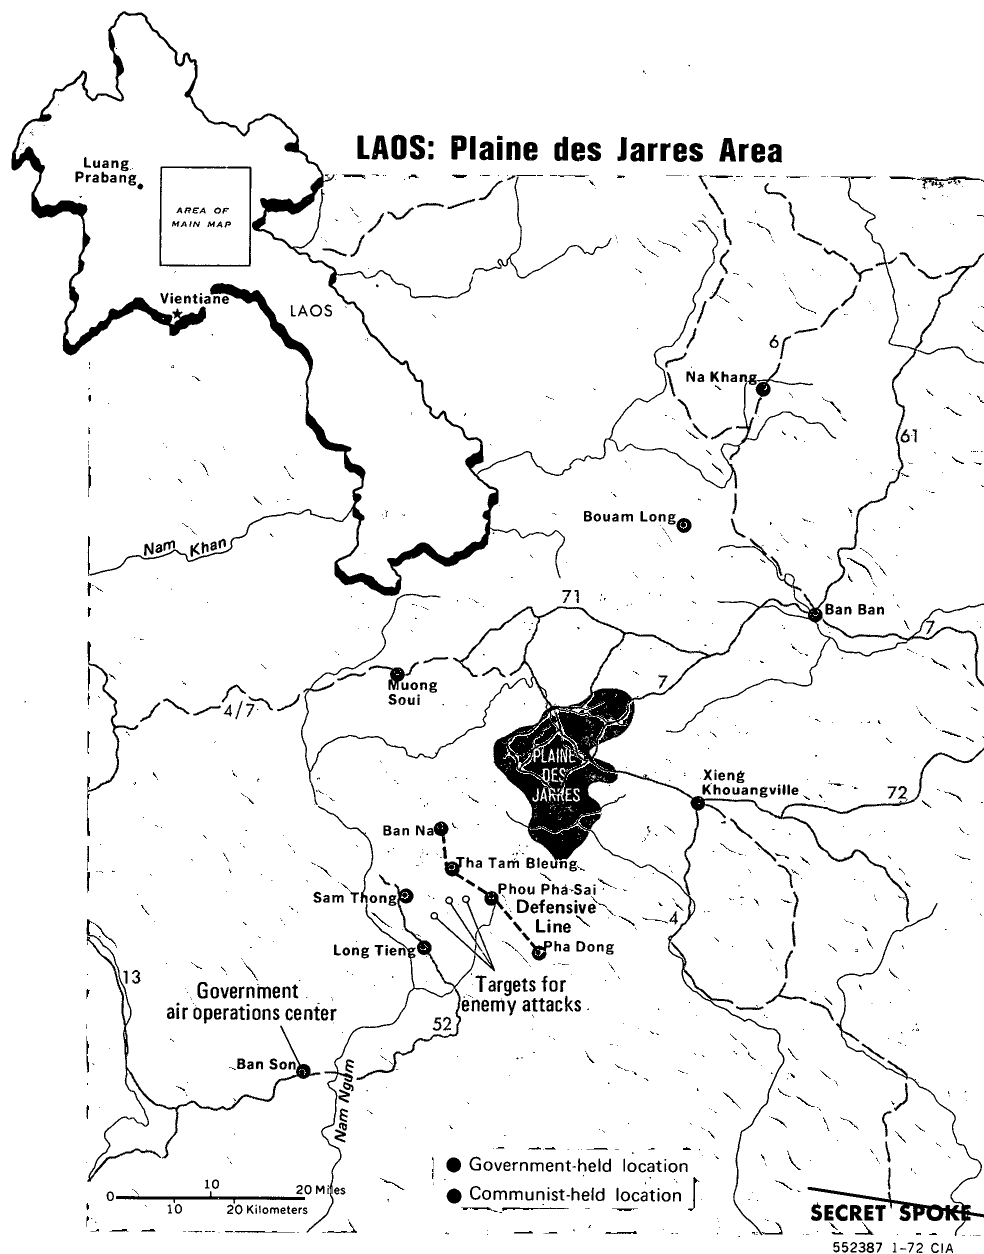 LAOS: Plaine des Jarres Area
Luang
Prabang
AREA OF
MAIN MAP
Vientiane
LAOS
6
Na Khang
61
Bouam Long
Nam Khan
71
Ban Ban
7
Muong
Soui
7
4/7
PLAINE
DES
JARRES
Xieng
Khouangville
72
Ban Na
Tha Tam Bleung
Phou Pha Sai
Sam Thong
Defensive
Line
4
Long Tieng
Pha Dong
13
Government
air operations center
Targets for
enemy attacks
52
Ban Son
Nam Ngum
Government-held location
Communist-held location
0 10 20 Miles
10 20 Kilometers
SECRET SPOKE
552387 1-72 CIA